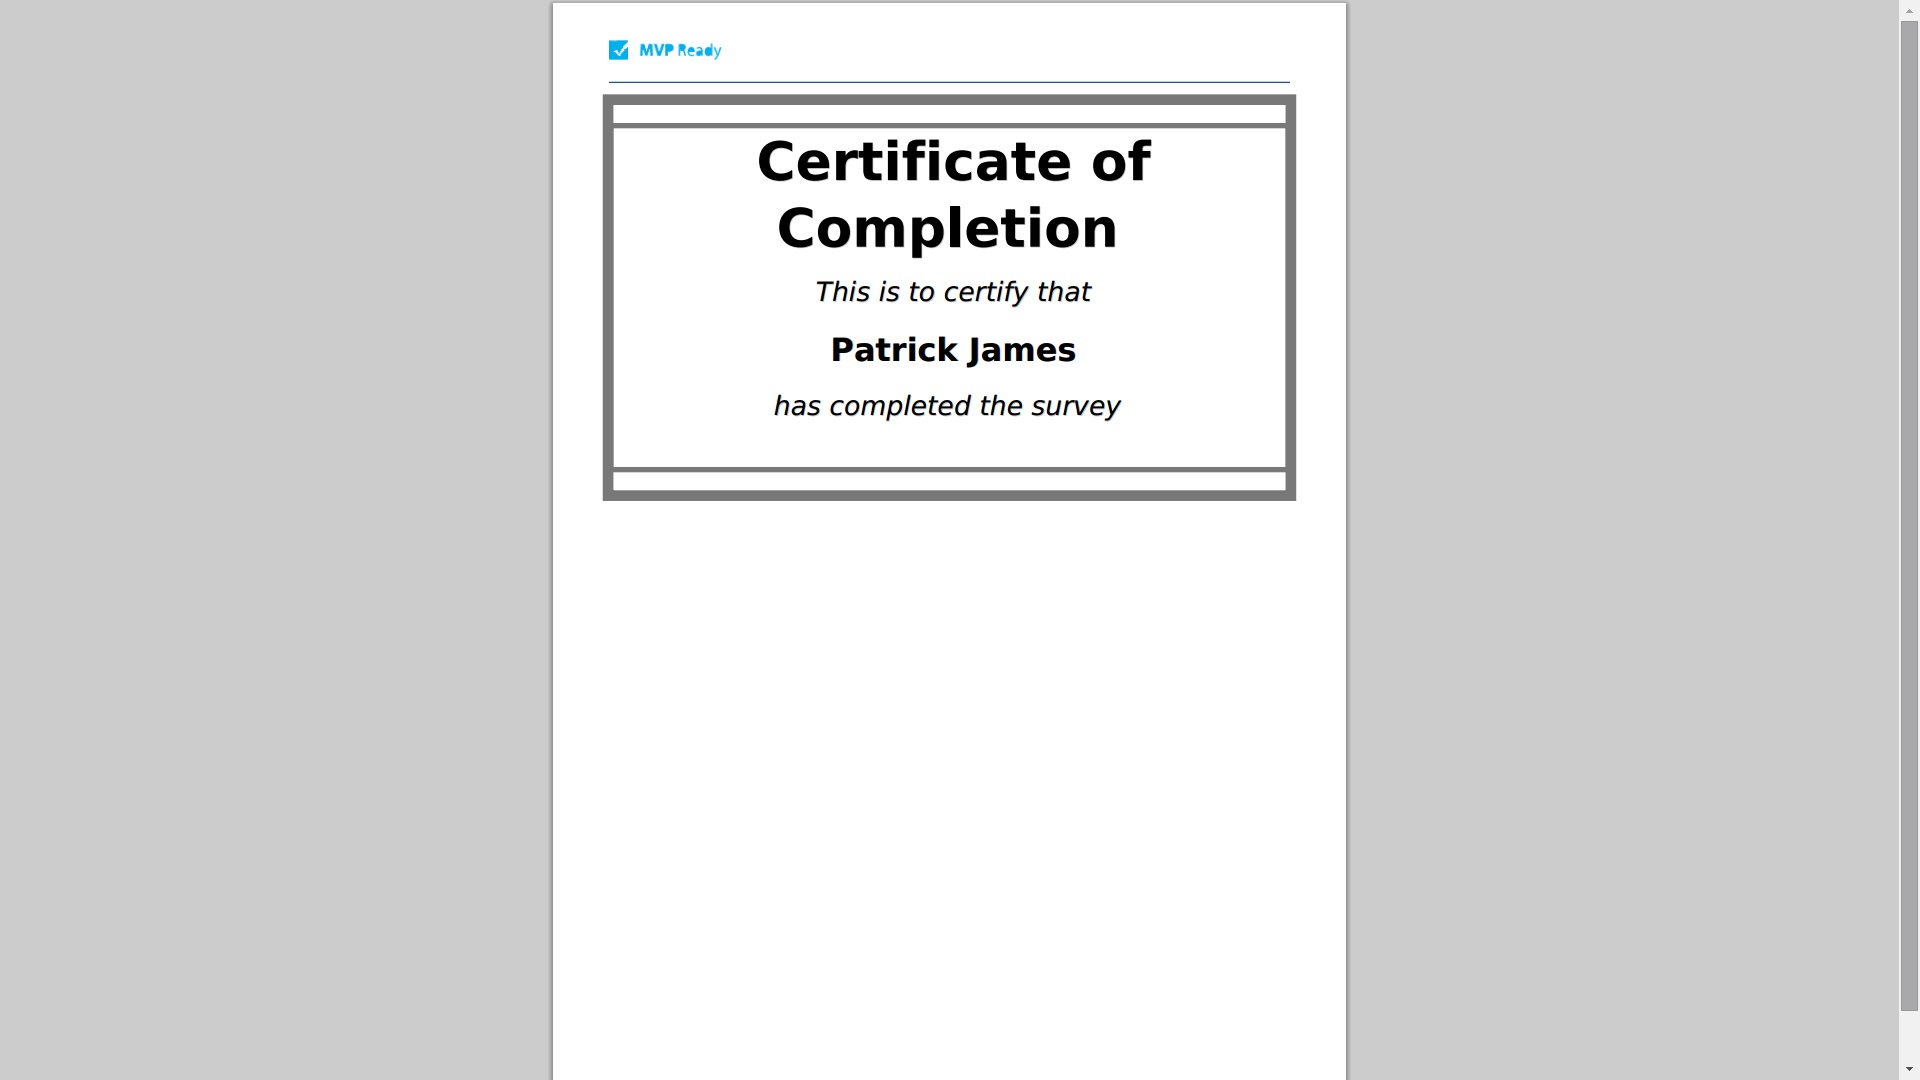 MVP Ready
Certificate of
Completion
This is to certify that
Patrick James
has completed the survey